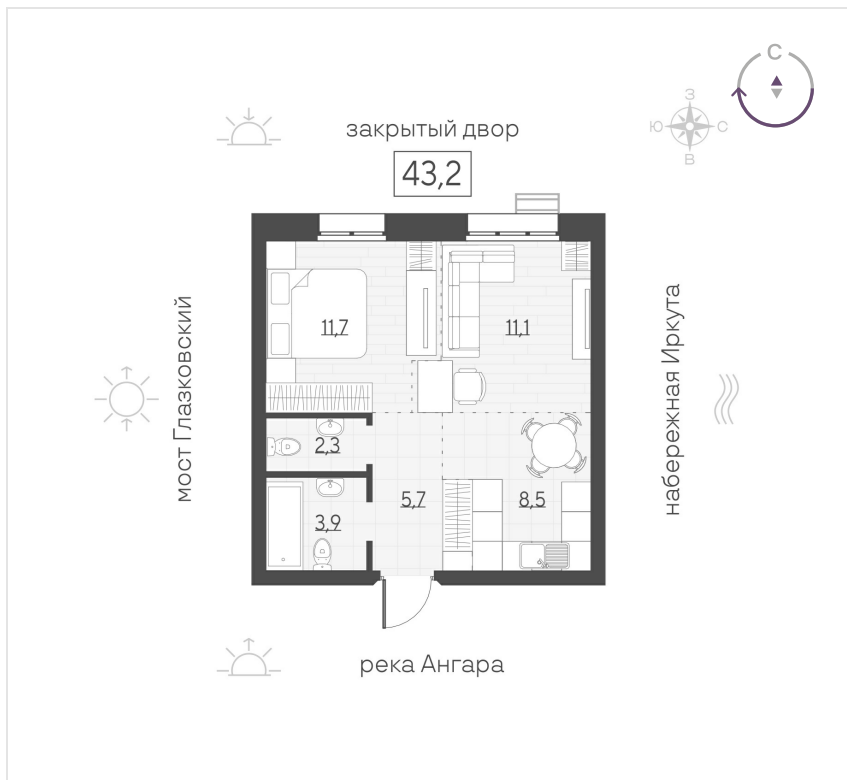 С
З
Ю
С
В
закрытый двор
43,2
мост Глазковский
набережная Иркута
11,7
11,1
2,3
3,9
5,7
8,5
река Ангара